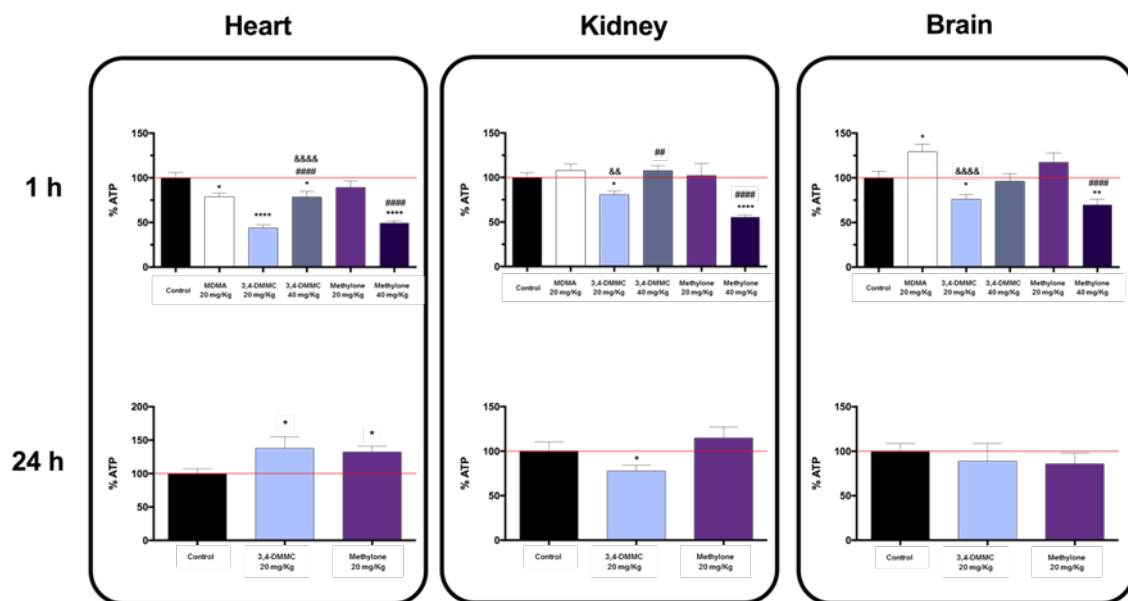 Heart
Kidney
Brain
1 h
% ATP
150
100
50
0
*
****
&&&&
####
*
####
****
Control
MDMA
20 mg/Kg
3,4-DMMC
20 mg/Kg
3,4-DMMC
40 mg/Kg
Methylone
20 mg/Kg
Methylone
40 mg/Kg
% ATP
150
100
50
0
&&
*
##
####
****
Control
MDMA
20 mg/Kg
3,4-DMMC
20 mg/Kg
3,4-DMMC
40 mg/Kg
Methylone
20 mg/Kg
Methylone
40 mg/Kg
% ATP
150
100
50
0
*
&&&&
*
####
**
Control
MDMA
20 mg/Kg
3,4-DMMC
20 mg/Kg
3,4-DMMC
40 mg/Kg
Methylone
20 mg/Kg
Methylone
40 mg/Kg
24 h
% ATP
200
150
100
50
0
*
*
Control
3,4-DMMC
20 mg/Kg
Methylone
20 mg/Kg
% ATP
150
100
50
0
*
Control
3,4-DMMC
20 mg/Kg
Methylone
20 mg/Kg
% ATP
150
100
50
0
Control
3,4-DMMC
20 mg/Kg
Methylone
20 mg/Kg